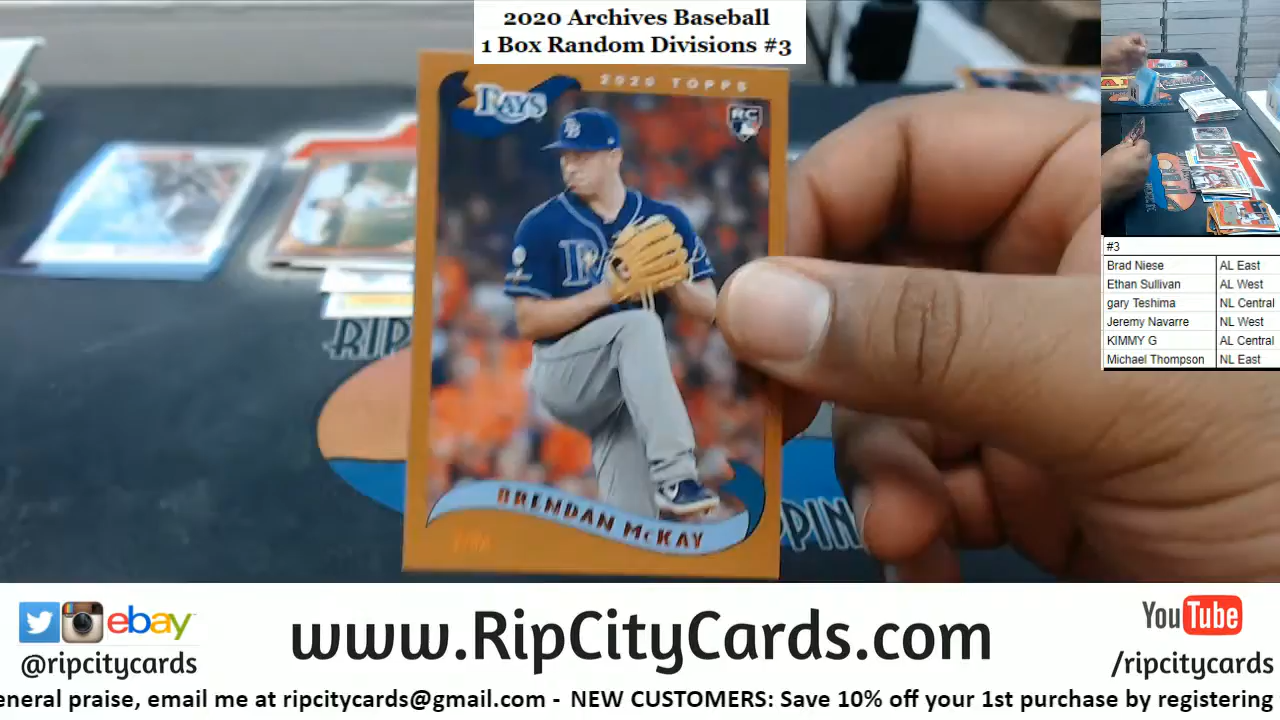 2020 Archives Baseball
1 Box Random Divisions #3
2020 TOPPS
RAYS
RC
BRENDAN McKAY
RIP
PPIN
#3
Brad Niese AL East
Ethan Sullivan AL West
gary Teshima NL Central
Jeremy Navarre NL West
KIMMY G AL Central
Michael Thompson NL East
ebay
@ripcitycards
www.RipCityCards.com
YouTube
/ripcitycards
eneral praise, email me at ripcitycards@gmail.com - NEW CUSTOMERS: Save 10% off your 1st purchase by registering